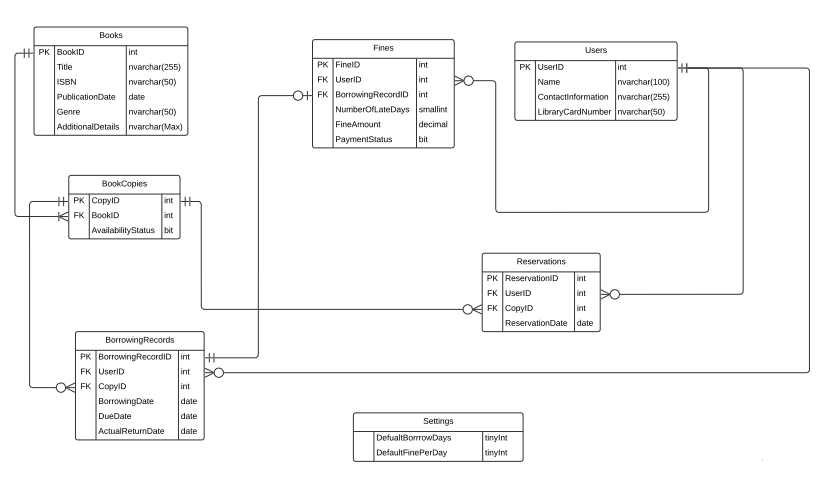 Books
PK BookID int
Title nvarchar(255)
ISBN nvarchar(50)
PublicationDate date
Genre nvarchar(50)
AdditionalDetails nvarchar(Max)
Fines
PK FineID int
FK UserID int
FK BorrowingRecordID int
NumberOfLateDays smallint
FineAmount decimal
PaymentStatus bit
Users
PK UserID int
Name nvarchar(100)
ContactInformation nvarchar(255)
LibraryCardNumber nvarchar(50)
BookCopies
PK CopyID int
FK BookID int
AvailabilityStatus bit
Reservations
PK ReservationID int
FK UserID int
FK CopyID int
ReservationDate date
BorrowingRecords
PK BorrowingRecordID int
FK UserID int
FK CopyID int
BorrowingDate date
DueDate date
ActualReturnDate date
Settings
DefualtBorrrowDays tinyInt
DefaultFinePerDay tinyInt